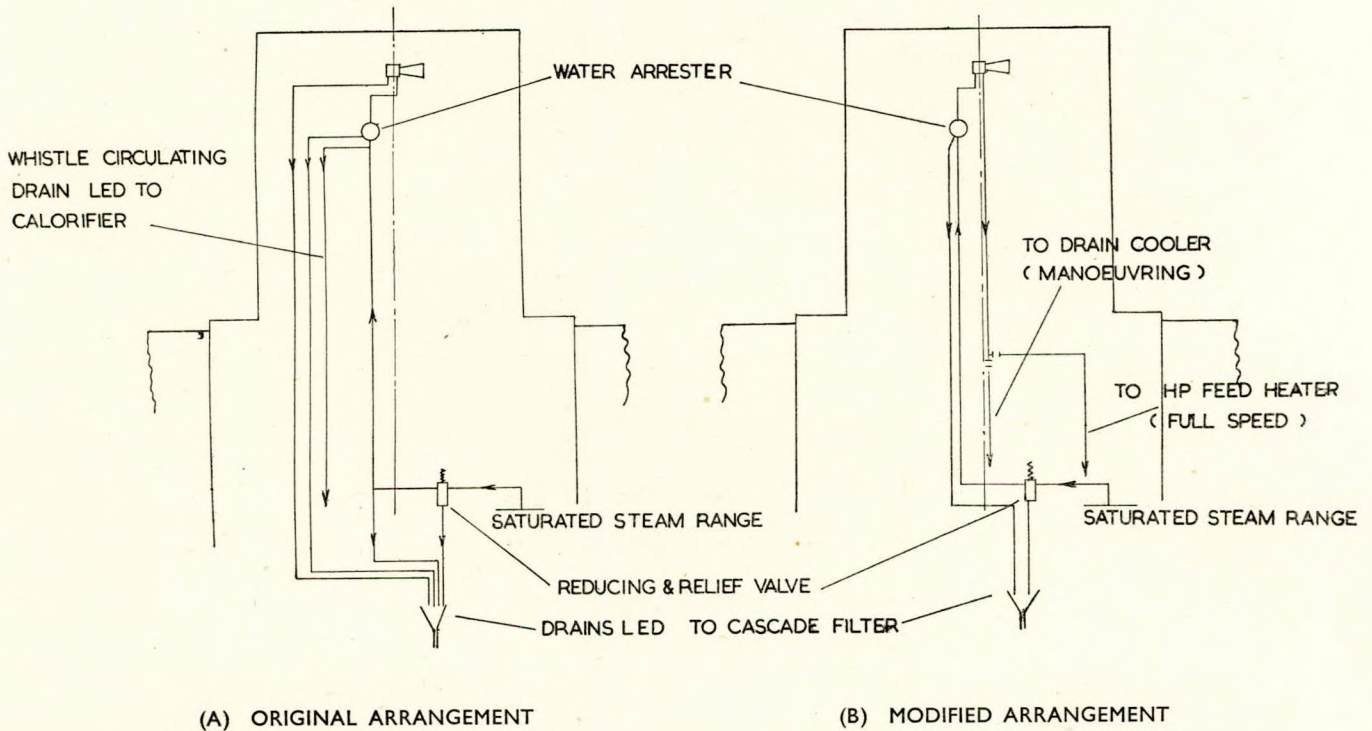 WATER ARRESTER
WHISTLE CIRCULATING
DRAIN LED TO
CALORIFIER
TO DRAIN COOLER
( MANOEUVRING )
TO HP FEED HEATER
( FULL SPEED )
SATURATED STEAM RANGE
SATURATED STEAM RANGE
REDUCING & RELIEF VALVE
DRAINS LED TO CASCADE FILTER
(A) ORIGINAL ARRANGEMENT
(B) MODIFIED ARRANGEMENT